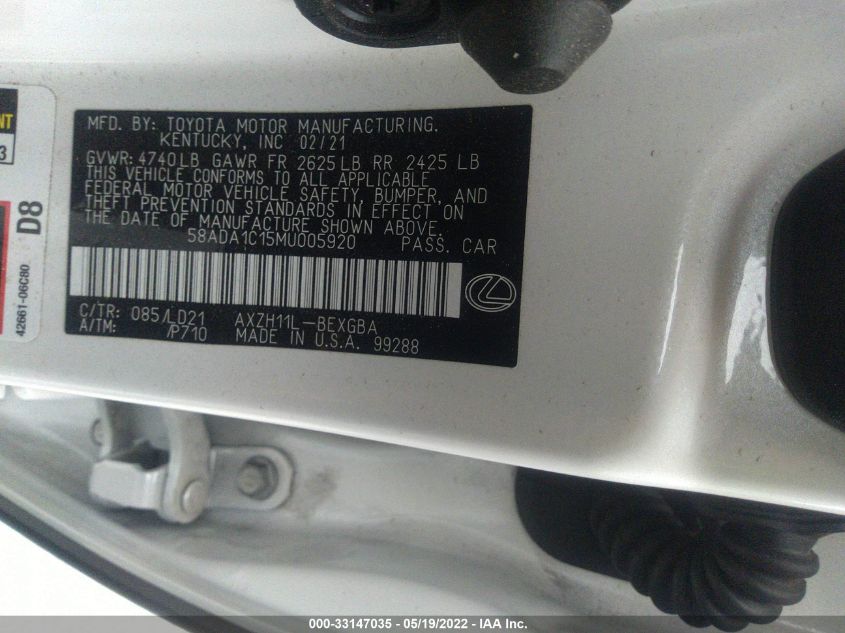 MFD. BY: TOYOTA MOTOR MANUFACTURING,
KENTUCKY, INC 02/21
GVWR: 4740LB GAWR FR 2625LB RR 2425 LB
THIS VEHICLE CONFORMS TO ALL APPLICABLE
FEDERAL MOTOR VEHICLE SAFETY, BUMPER, AND
THEFT PREVENTION STANDARDS IN EFFECT ON
THE DATE OF MANUFACTURE SHOWN ABOVE.
58ADA1C15MU005920 PASS. CAR
C/TR: 085/LD21 AXZH11L-BEXGBA
A/TM: /P710 MADE IN U.S.A. 99288
NT
3
D8
42661-06C80
000-33147035 - 05/19/2022 - IAA Inc.